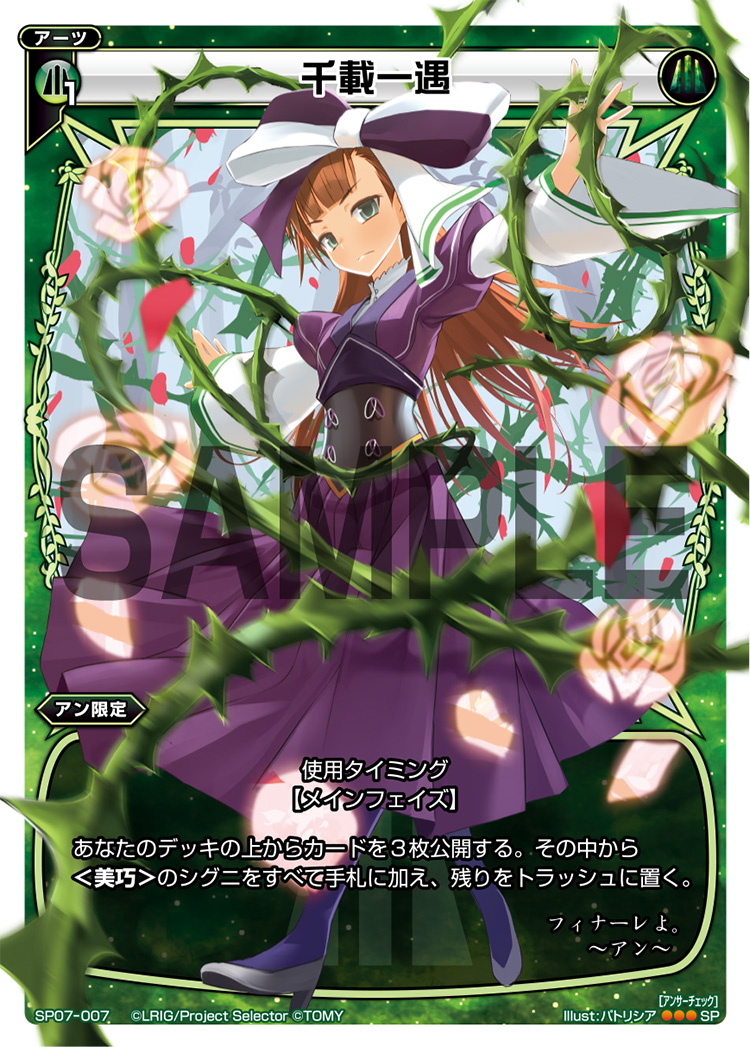 アーツ
1
千載一遇
SAMPLE
アン限定
使用タイミング
【メインフェイズ】
あなたのデッキの上からカードを３枚公開する。その中から
＜美巧＞のシグニをすべて手札に加え、残りをトラッシュに置く。
フィナーレよ。
～アン～
[アンサーチェック]
SP07-007 ©LRIG/Project Selector ©TOMY Illust:パトリシア SP